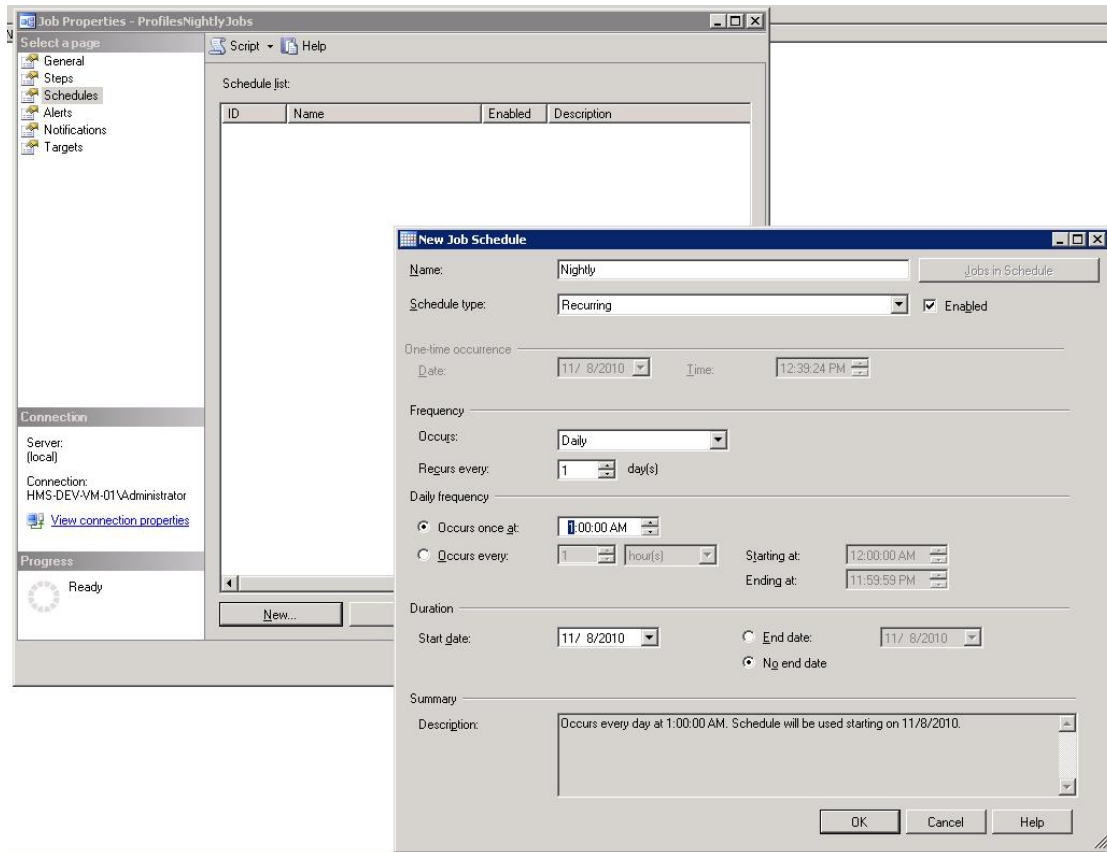 Job Properties - ProfilesNightlyJobs
Select a page
General
Steps
Schedules
Alerts
Notifications
Targets
Script
Help
Schedule list:
ID Name Enabled Description
Connection
Server:
(local)
Connection:
HMS-DEV-VM-01\Administrator
View connection properties
Progress
Ready
New...
New Job Schedule
Name: Nightly Jobs in Schedule
Schedule type: Recurring Enabled
One-time occurrence
Date: 11/ 8/2010 Time: 12:39:24 PM
Frequency
Occurs: Daily
Recurs every: 1 day(s)
Daily frequency
Occurs once at: 1:00:00 AM
Occurs every: 1 hour(s) Starting at: 12:00:00 AM
Ending at: 11:59:59 PM
Duration
Start date: 11/ 8/2010 End date: 11/ 8/2010
No end date
Summary
Description: Occurs every day at 1:00:00 AM. Schedule will be used starting on 11/8/2010.
OK Cancel Help